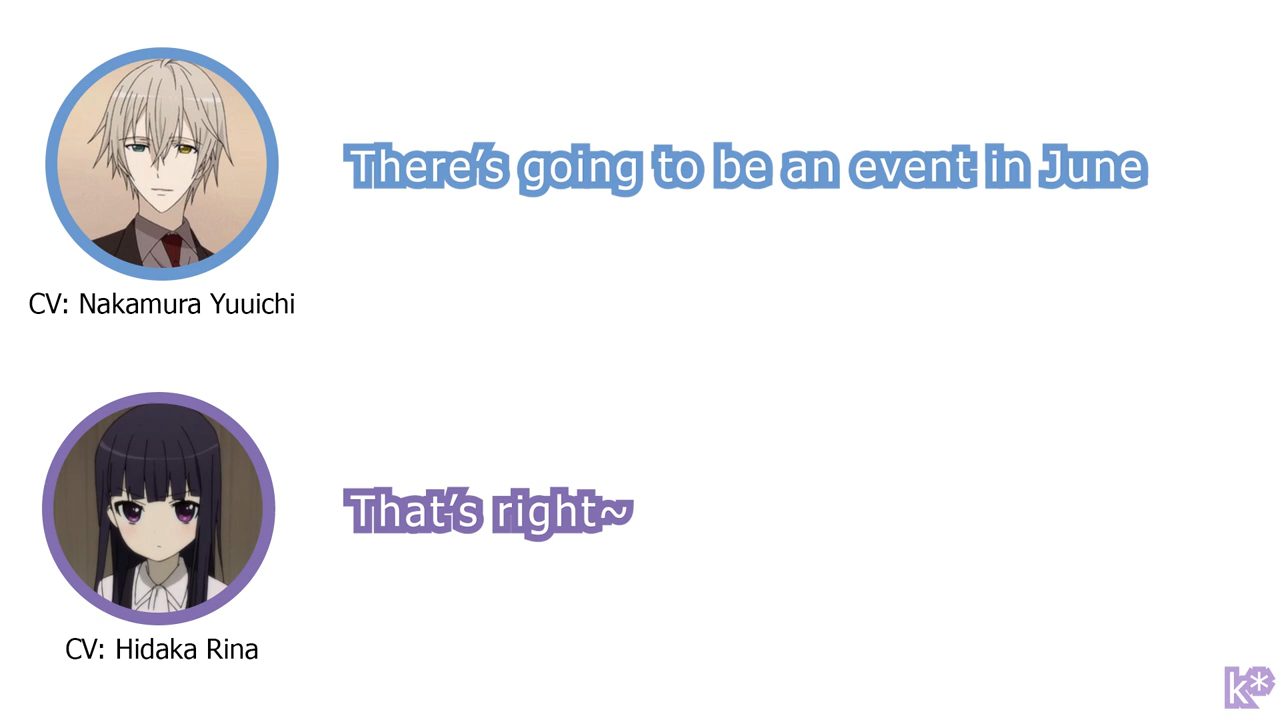 There's going to be an event in June
CV: Nakamura Yuuichi
That's right~
CV: Hidaka Rina
k*